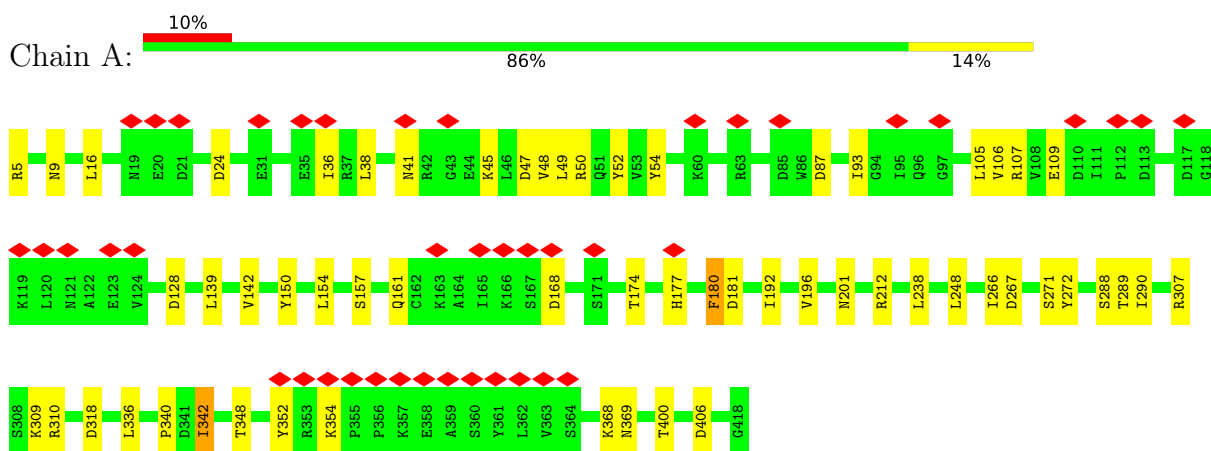 10%
Chain A:
86% 14%
R5 N9 L16 N19 E20 D21 D24 E31 E35 I36 R37 L38 N41 R42 G43 E44 K45 L46 D47 V48 L49 R50 Q51 Y52 V53 Y54 K60 R63 D85 W86 D87 I93 G94 I95 Q96 G97 L105 V106 R107 V108 E109 D110 I111 P112 D113 D117 G118
K119 L120 N121 A122 E123 V124 D128 L139 V142 Y150 L154 S157 Q161 C162 K163 A164 I165 K166 S167 D168 S171 T174 H177 F180 D181 I192 V196 N201 R212 L238 L248 I266 D267 S271 Y272 S288 T289 I290 R307
S308 K309 R310 D318 L336 P340 D341 I342 T348 Y352 R353 K354 P355 P356 K357 E358 A359 S360 Y361 L362 V363 S364 K368 N369 T400 D406 G418